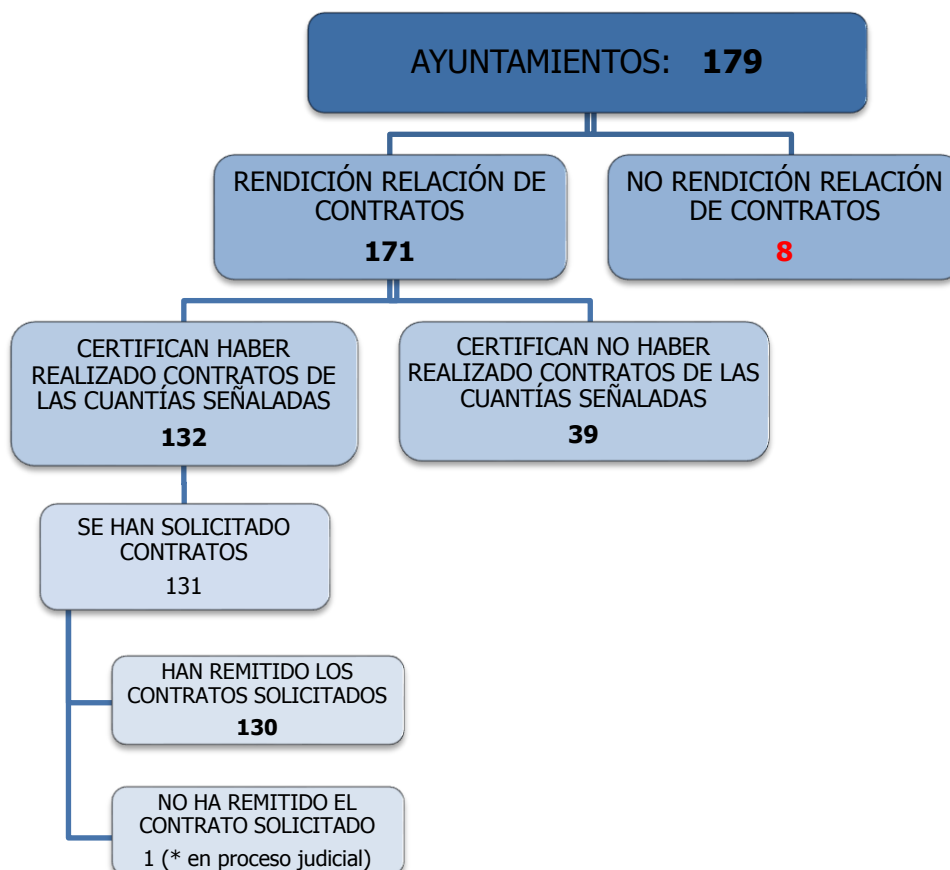 AYUNTAMIENTOS: 179
RENDICIÓN RELACIÓN DE
CONTRATOS
171
NO RENDICIÓN RELACIÓN
DE CONTRATOS
8
CERTIFICAN HABER
REALIZADO CONTRATOS DE
LAS CUANTÍAS SEÑALADAS
132
CERTIFICAN NO HABER
REALIZADO CONTRATOS DE LAS
CUANTÍAS SEÑALADAS
39
SE HAN SOLICITADO
CONTRATOS
131
HAN REMITIDO LOS
CONTRATOS SOLICITADOS
130
NO HA REMITIDO EL
CONTRATO SOLICITADO
1 (* en proceso judicial)